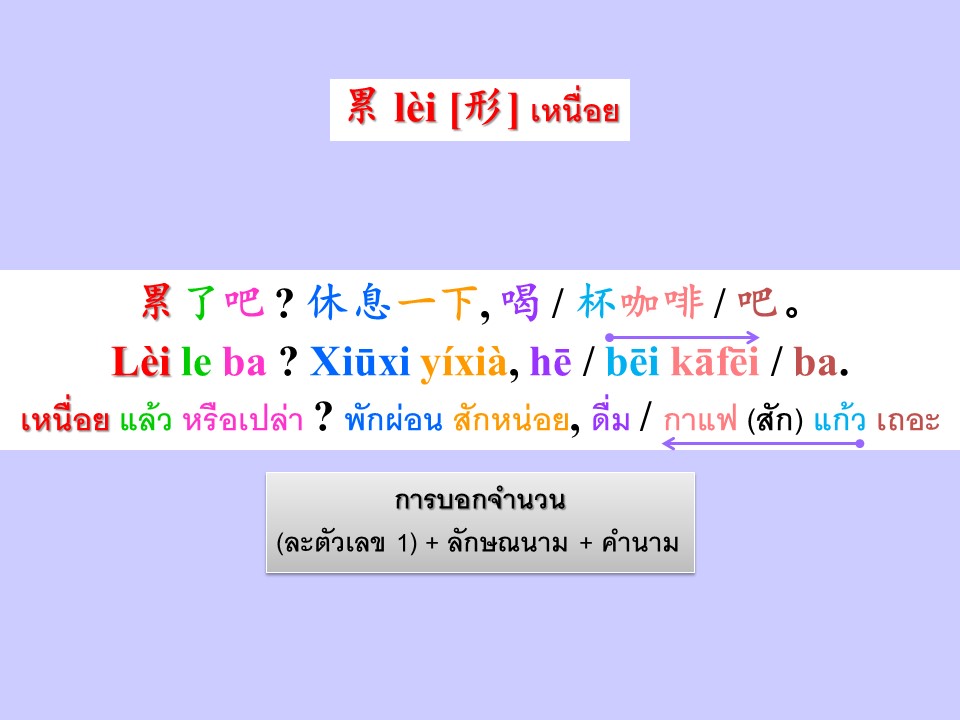 累 lèi [形] เหนื่อย
累了吧 ? 休息一下, 喝 / 杯咖啡 / 吧。
Lèi le ba ? Xiūxi yíxià, hē / bēi kāfēi / ba.
เหนื่อย แล้ว หรือเปล่า ? พักผ่อน สักหน่อย, ดื่ม / กาแฟ (สัก) แก้ว เถอะ
การบอกจำนวน
(ละตัวเลข 1) + ลักษณนาม + คำนาม